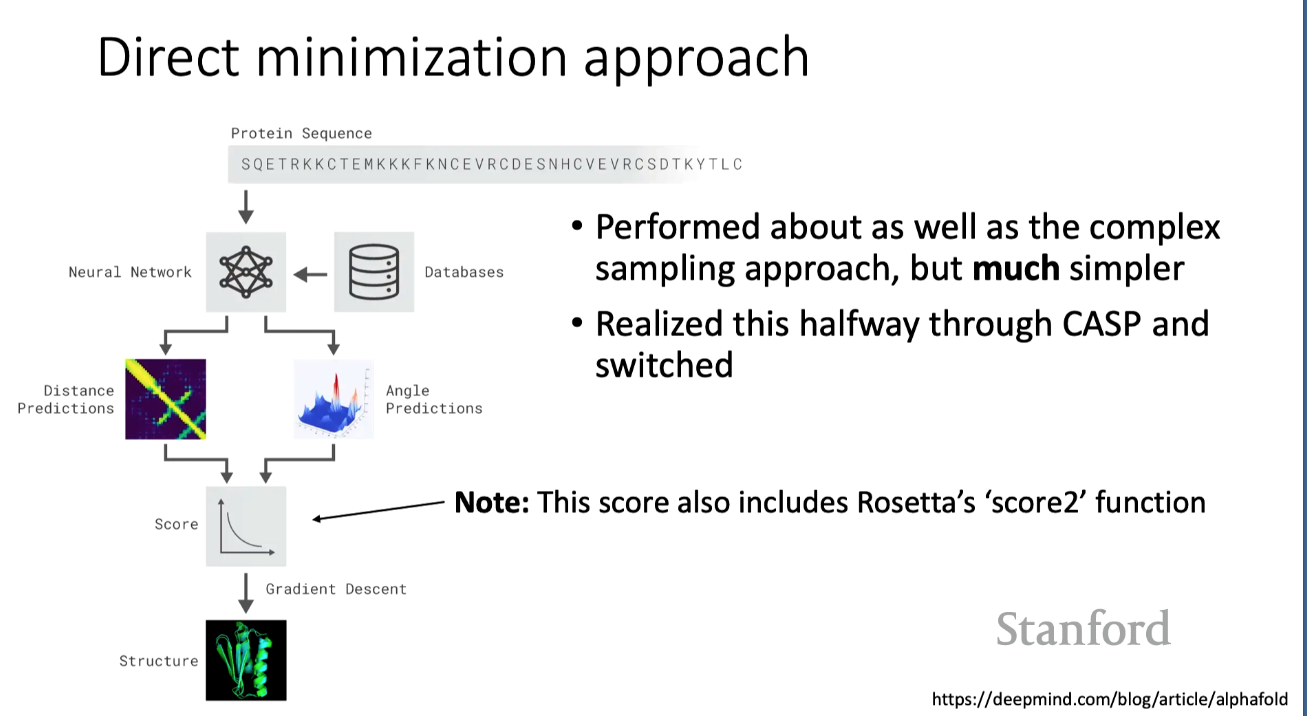 Direct minimization approach
Protein Sequence
SQETRKKCTEMKKKFKNCEVRCDESNHCVEVRCSDTKYTLC
Neural Network
Databases
• Performed about as well as the complex
sampling approach, but much simpler
• Realized this halfway through CASP and
switched
Distance
Predictions
Angle
Predictions
Score
Note: This score also includes Rosetta’s ‘score2’ function
Gradient Descent
Structure
Stanford
https://deepmind.com/blog/article/alphafold